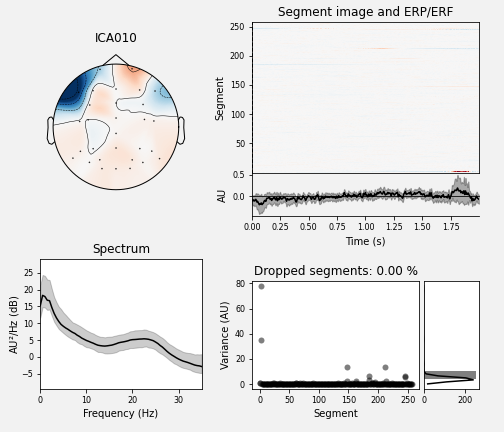 ICA010
Segment image and ERP/ERF
Segment
250
200
150
100
50
AU
0.5
0.0
0.00 0.25 0.50 0.75 1.00 1.25 1.50 1.75
Time (s)
Spectrum
AU²/Hz (dB)
25
20
15
10
5
0
−5
0 10 20 30
Frequency (Hz)
Dropped segments: 0.00 %
Variance (AU)
80
60
40
20
0
0 50 100 150 200 250
Segment
0 200